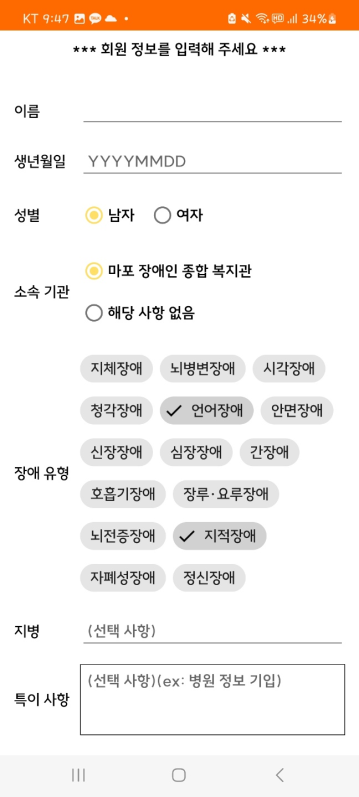 KT 9:47 34%
*** 회원 정보를 입력해 주세요 ***
이름
생년월일 YYYYMMDD
성별 남자 여자
소속 기관
마포 장애인 종합 복지관
해당 사항 없음
장애 유형
지체장애 뇌병변장애 시각장애
청각장애 언어장애 안면장애
신장장애 심장장애 간장애
호흡기장애 장루·요루장애
뇌전증장애 지적장애
자폐성장애 정신장애
지병 (선택 사항)
특이 사항 (선택 사항)(ex: 병원 정보 기입)